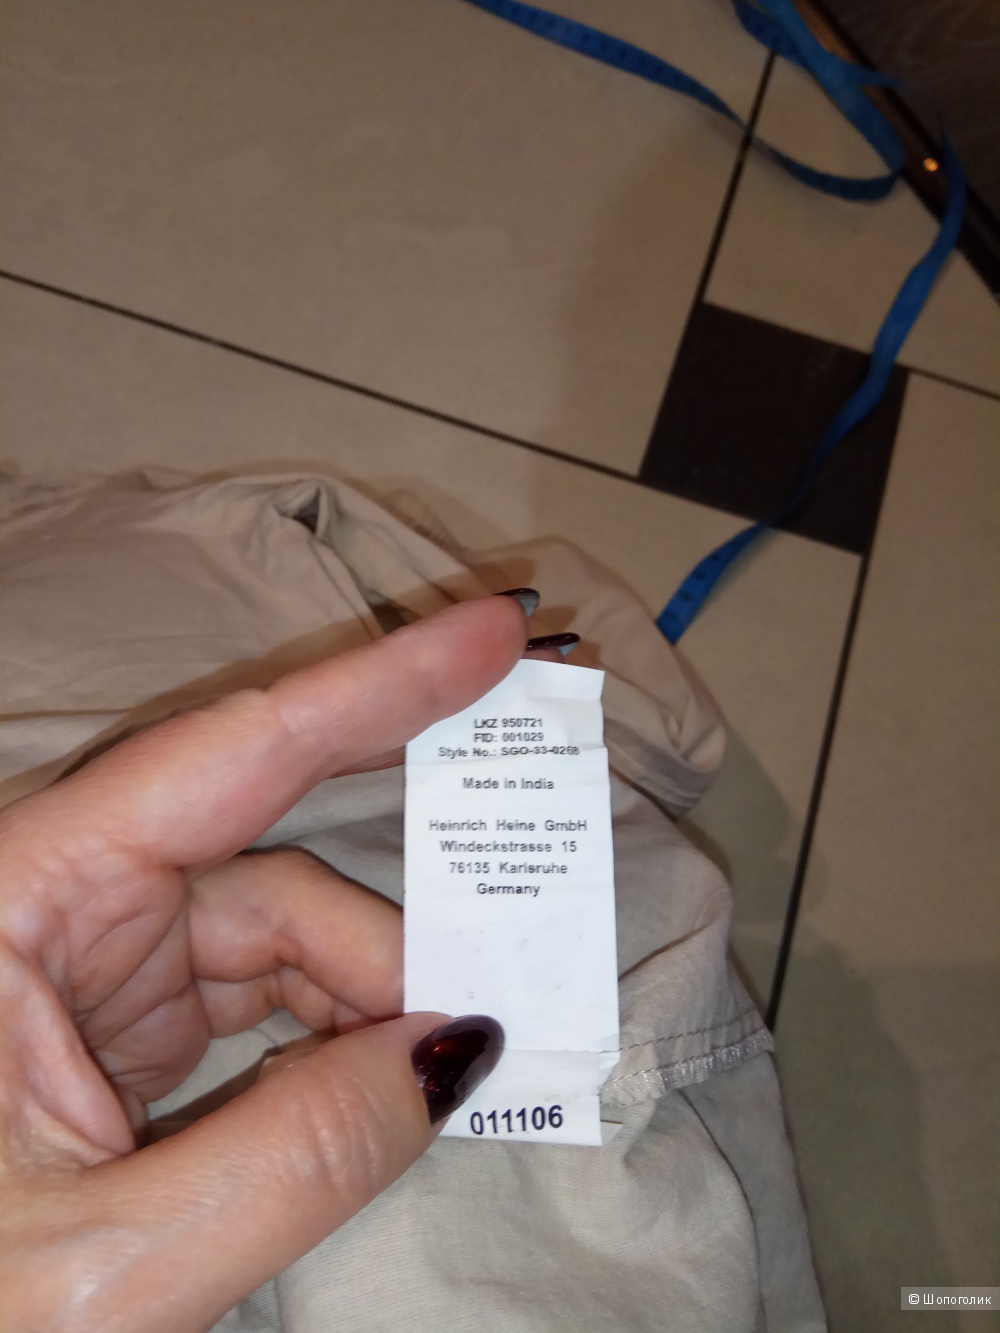 LKZ 950721
FID: 001029
Style No.: SGO-33-0268
Made in India
Heinrich Heine GmbH
Windeckstrasse 15
76135 Karlsruhe
Germany
011106
© Шопоголик